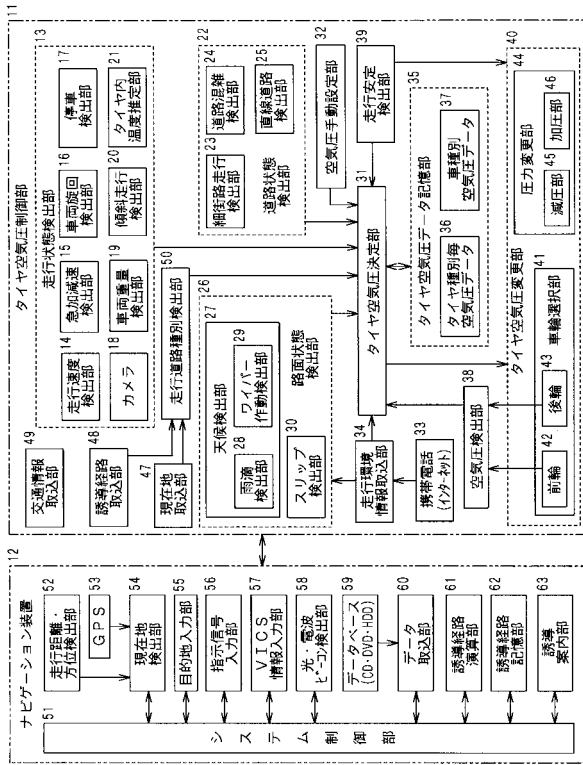 11
タイヤ空気圧制御部
13
走行状態検出部
14
走行速度
検出部
15
急加減速
検出部
16
車両旋回
検出部
17
停車
検出部
18
カメラ
19
車両重量
検出部
20
傾斜走行
検出部
21
タイヤ内
温度推定部
22
23
細街路走行
検出部
24
道路混雑
検出部
25
直線道路
検出部
道路状態
検出部
32
空気圧手動設定部
39
走行安定
検出部
49
交通情報
取込部
48
誘導経路
取込部
47
現在地
取込部
50
走行道路種別検出部
26
27
天候検出部
28
雨滴
検出部
29
ワイパー
作動検出部
路面状態
検出部
30
スリップ
検出部
31
タイヤ空気圧決定部
35
タイヤ空気圧データ記憶部
36
タイヤ種別毎
空気圧データ
37
車種別
空気圧データ
34
走行環境
情報取込部
33
携帯電話
(インターネット)
38
空気圧検出部
40
タイヤ空気圧変更部
41
車輪選択部
42
前輪
43
後輪
44
圧力変更部
45
減圧部
46
加圧部
12
ナビゲーション装置
51
システム制御部
52
走行距離・
方位検出部
53
GPS
54
現在地
検出部
55
目的地入力部
56
指示信号
入力部
57
VICS
情報入力部
58
光・電波
ビーコン検出部
59
データベース
(CD・DVD・HDD)
60
データ
取込部
61
誘導経路
演算部
62
誘導経路
記憶部
63
誘導
案内部